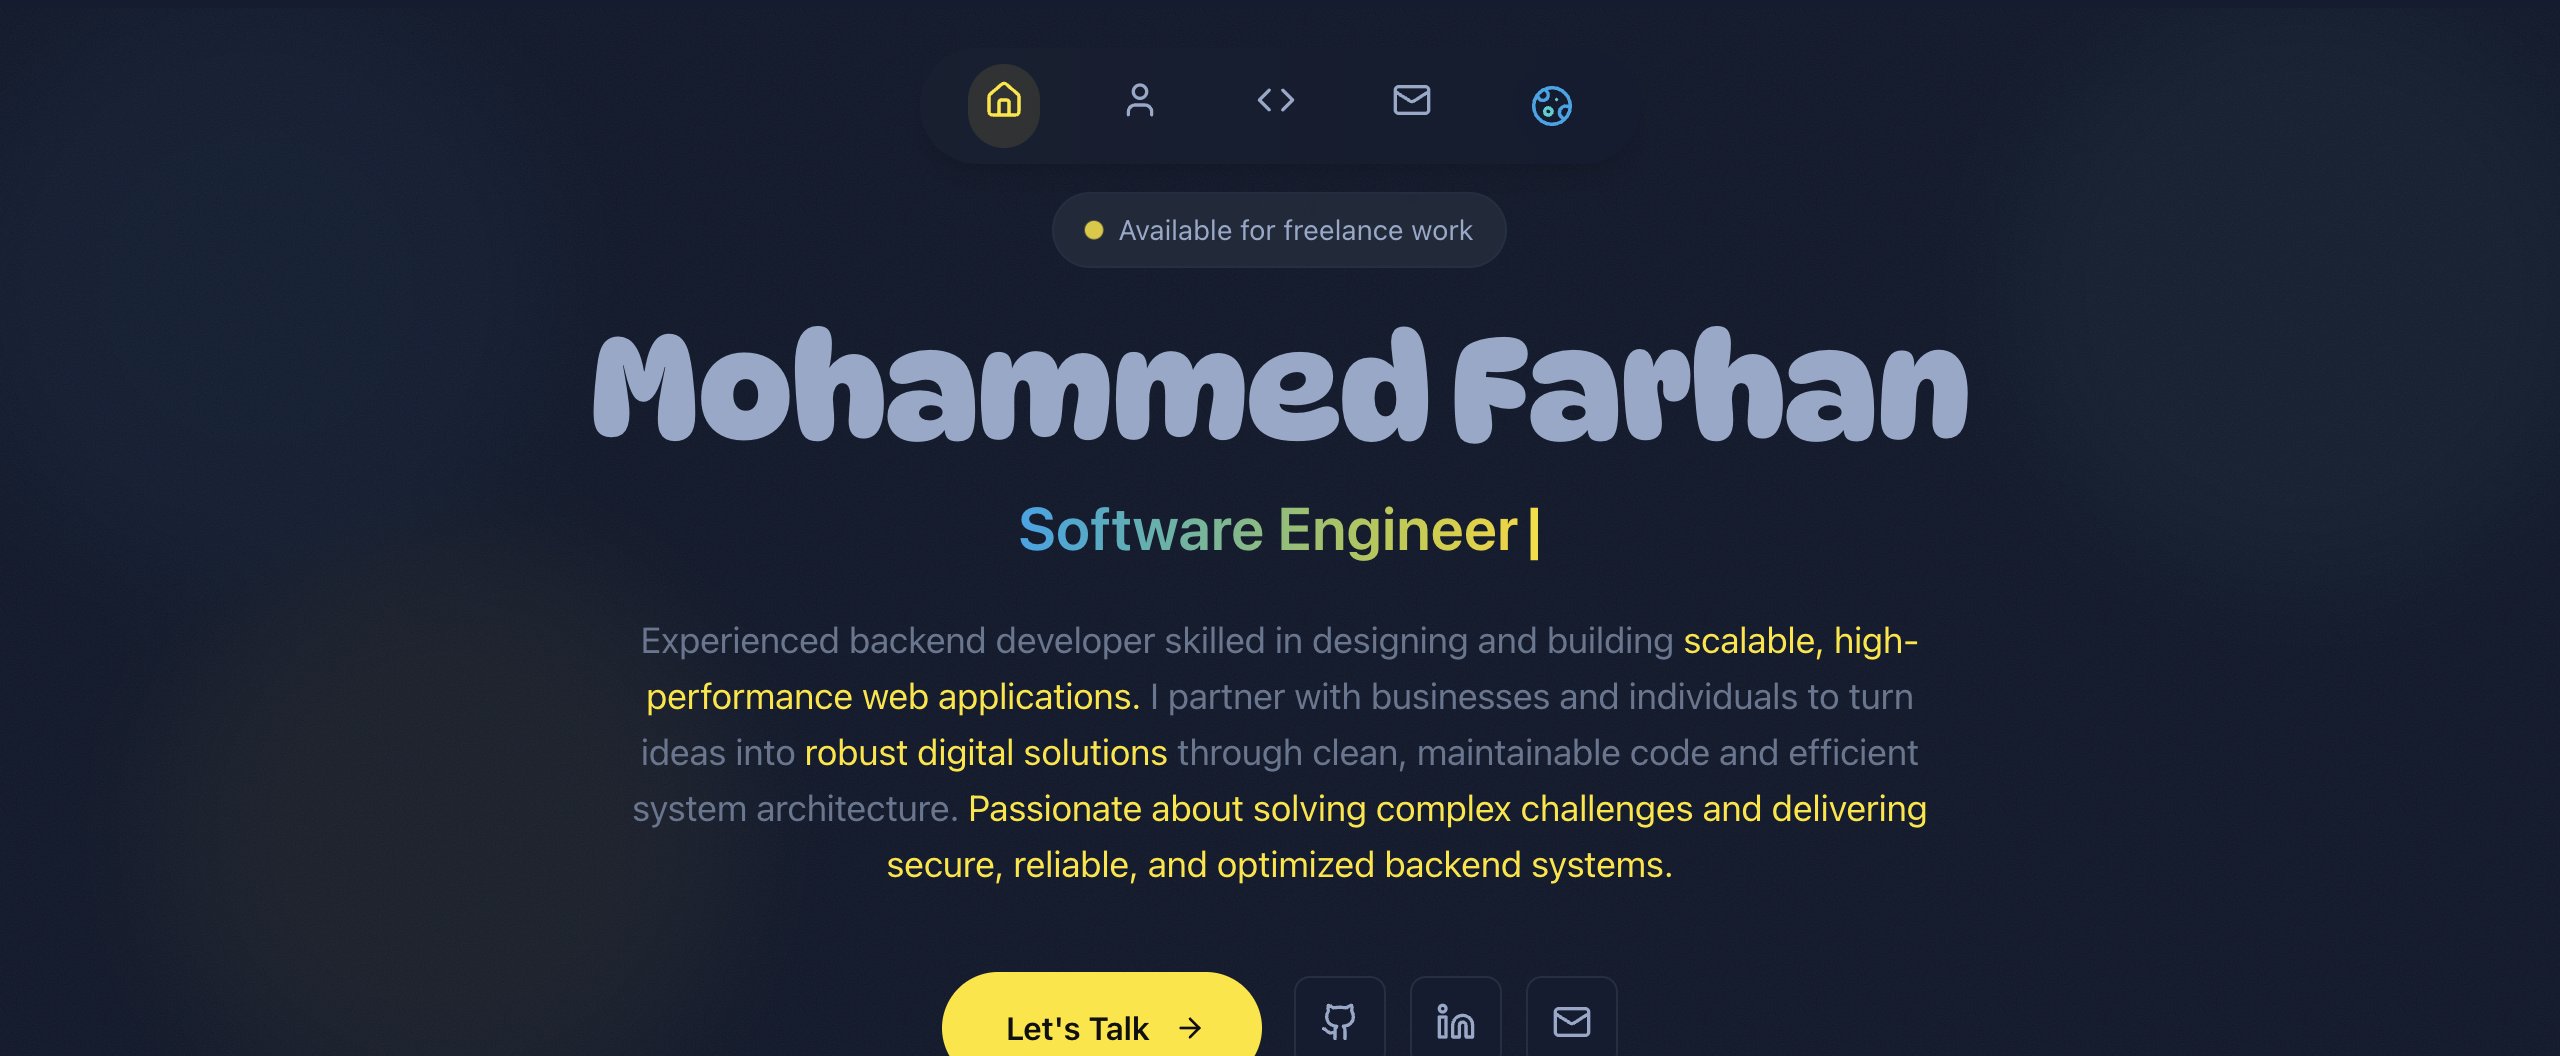 Available for freelance work
Mohammed Farhan
Software Engineer
Experienced backend developer skilled in designing and building scalable, high-
performance web applications. I partner with businesses and individuals to turn
ideas into robust digital solutions through clean, maintainable code and efficient
system architecture. Passionate about solving complex challenges and delivering
secure, reliable, and optimized backend systems.
Let's Talk